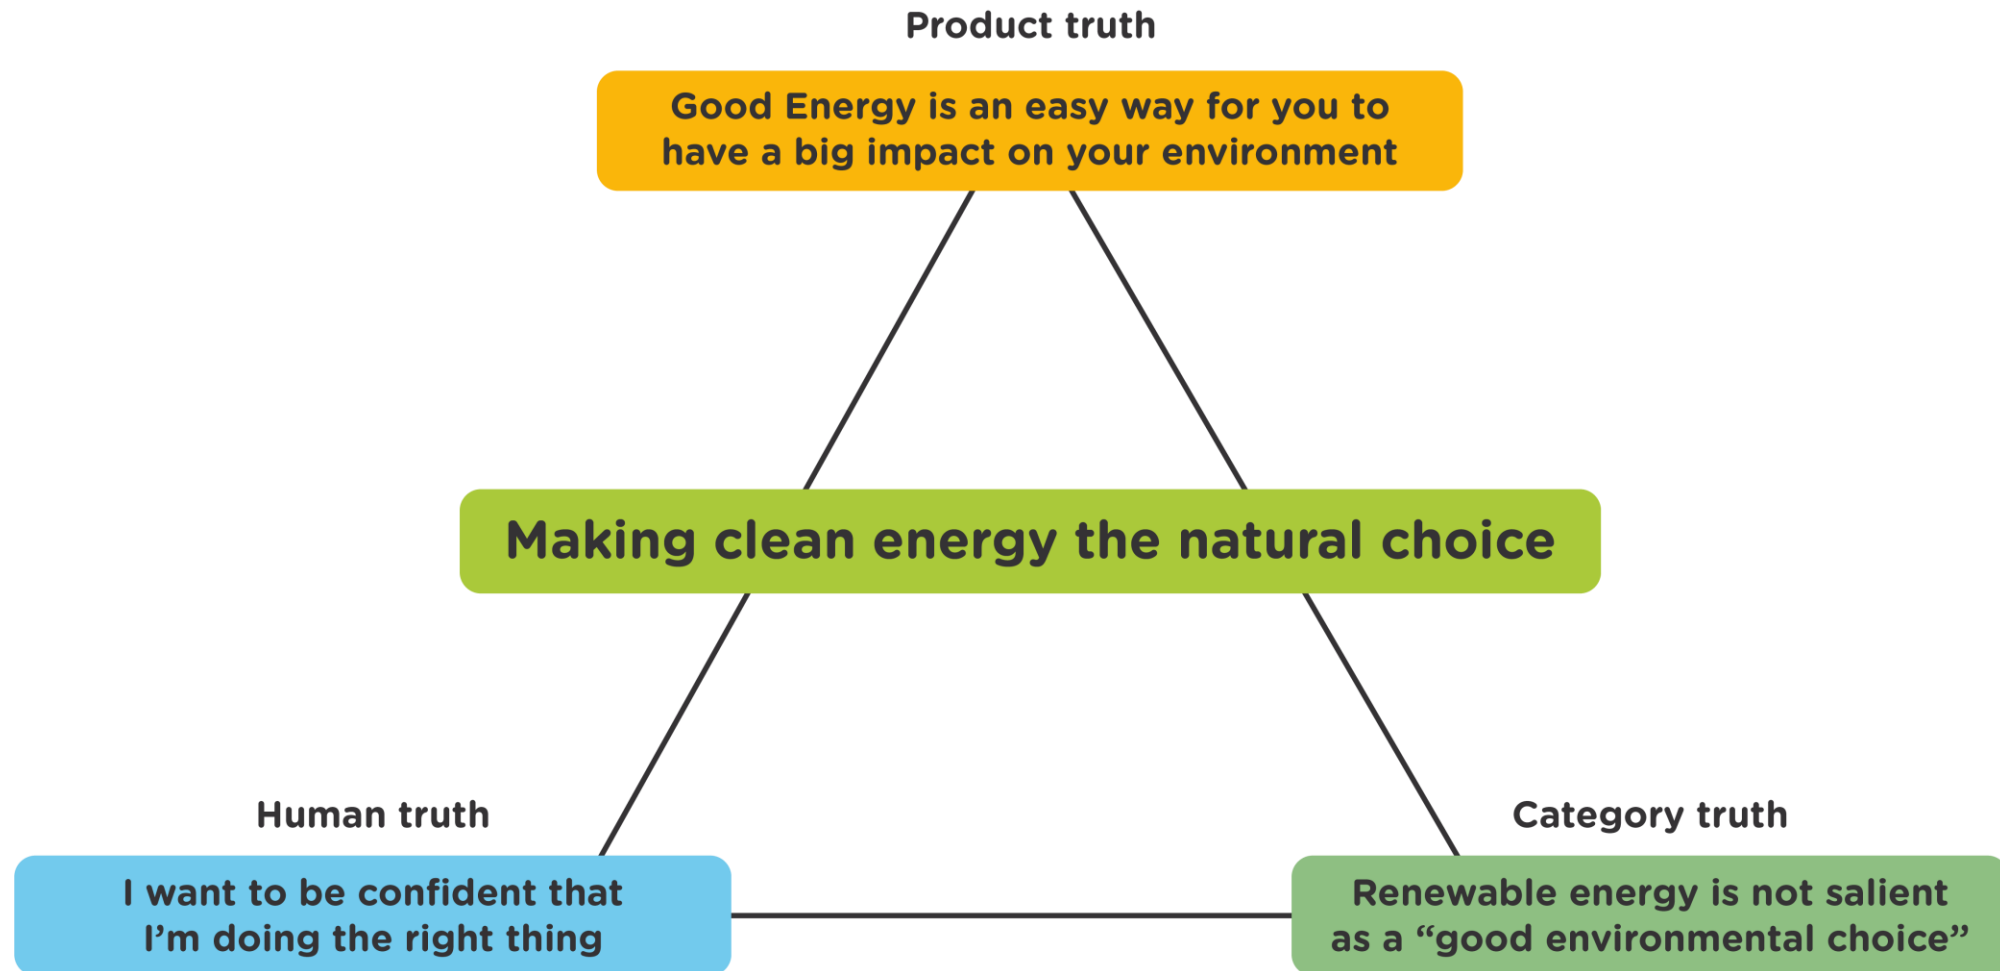 Product truth
Good Energy is an easy way for you to
have a big impact on your environment
Making clean energy the natural choice
Human truth
I want to be confident that
I’m doing the right thing
Category truth
Renewable energy is not salient
as a “good environmental choice”